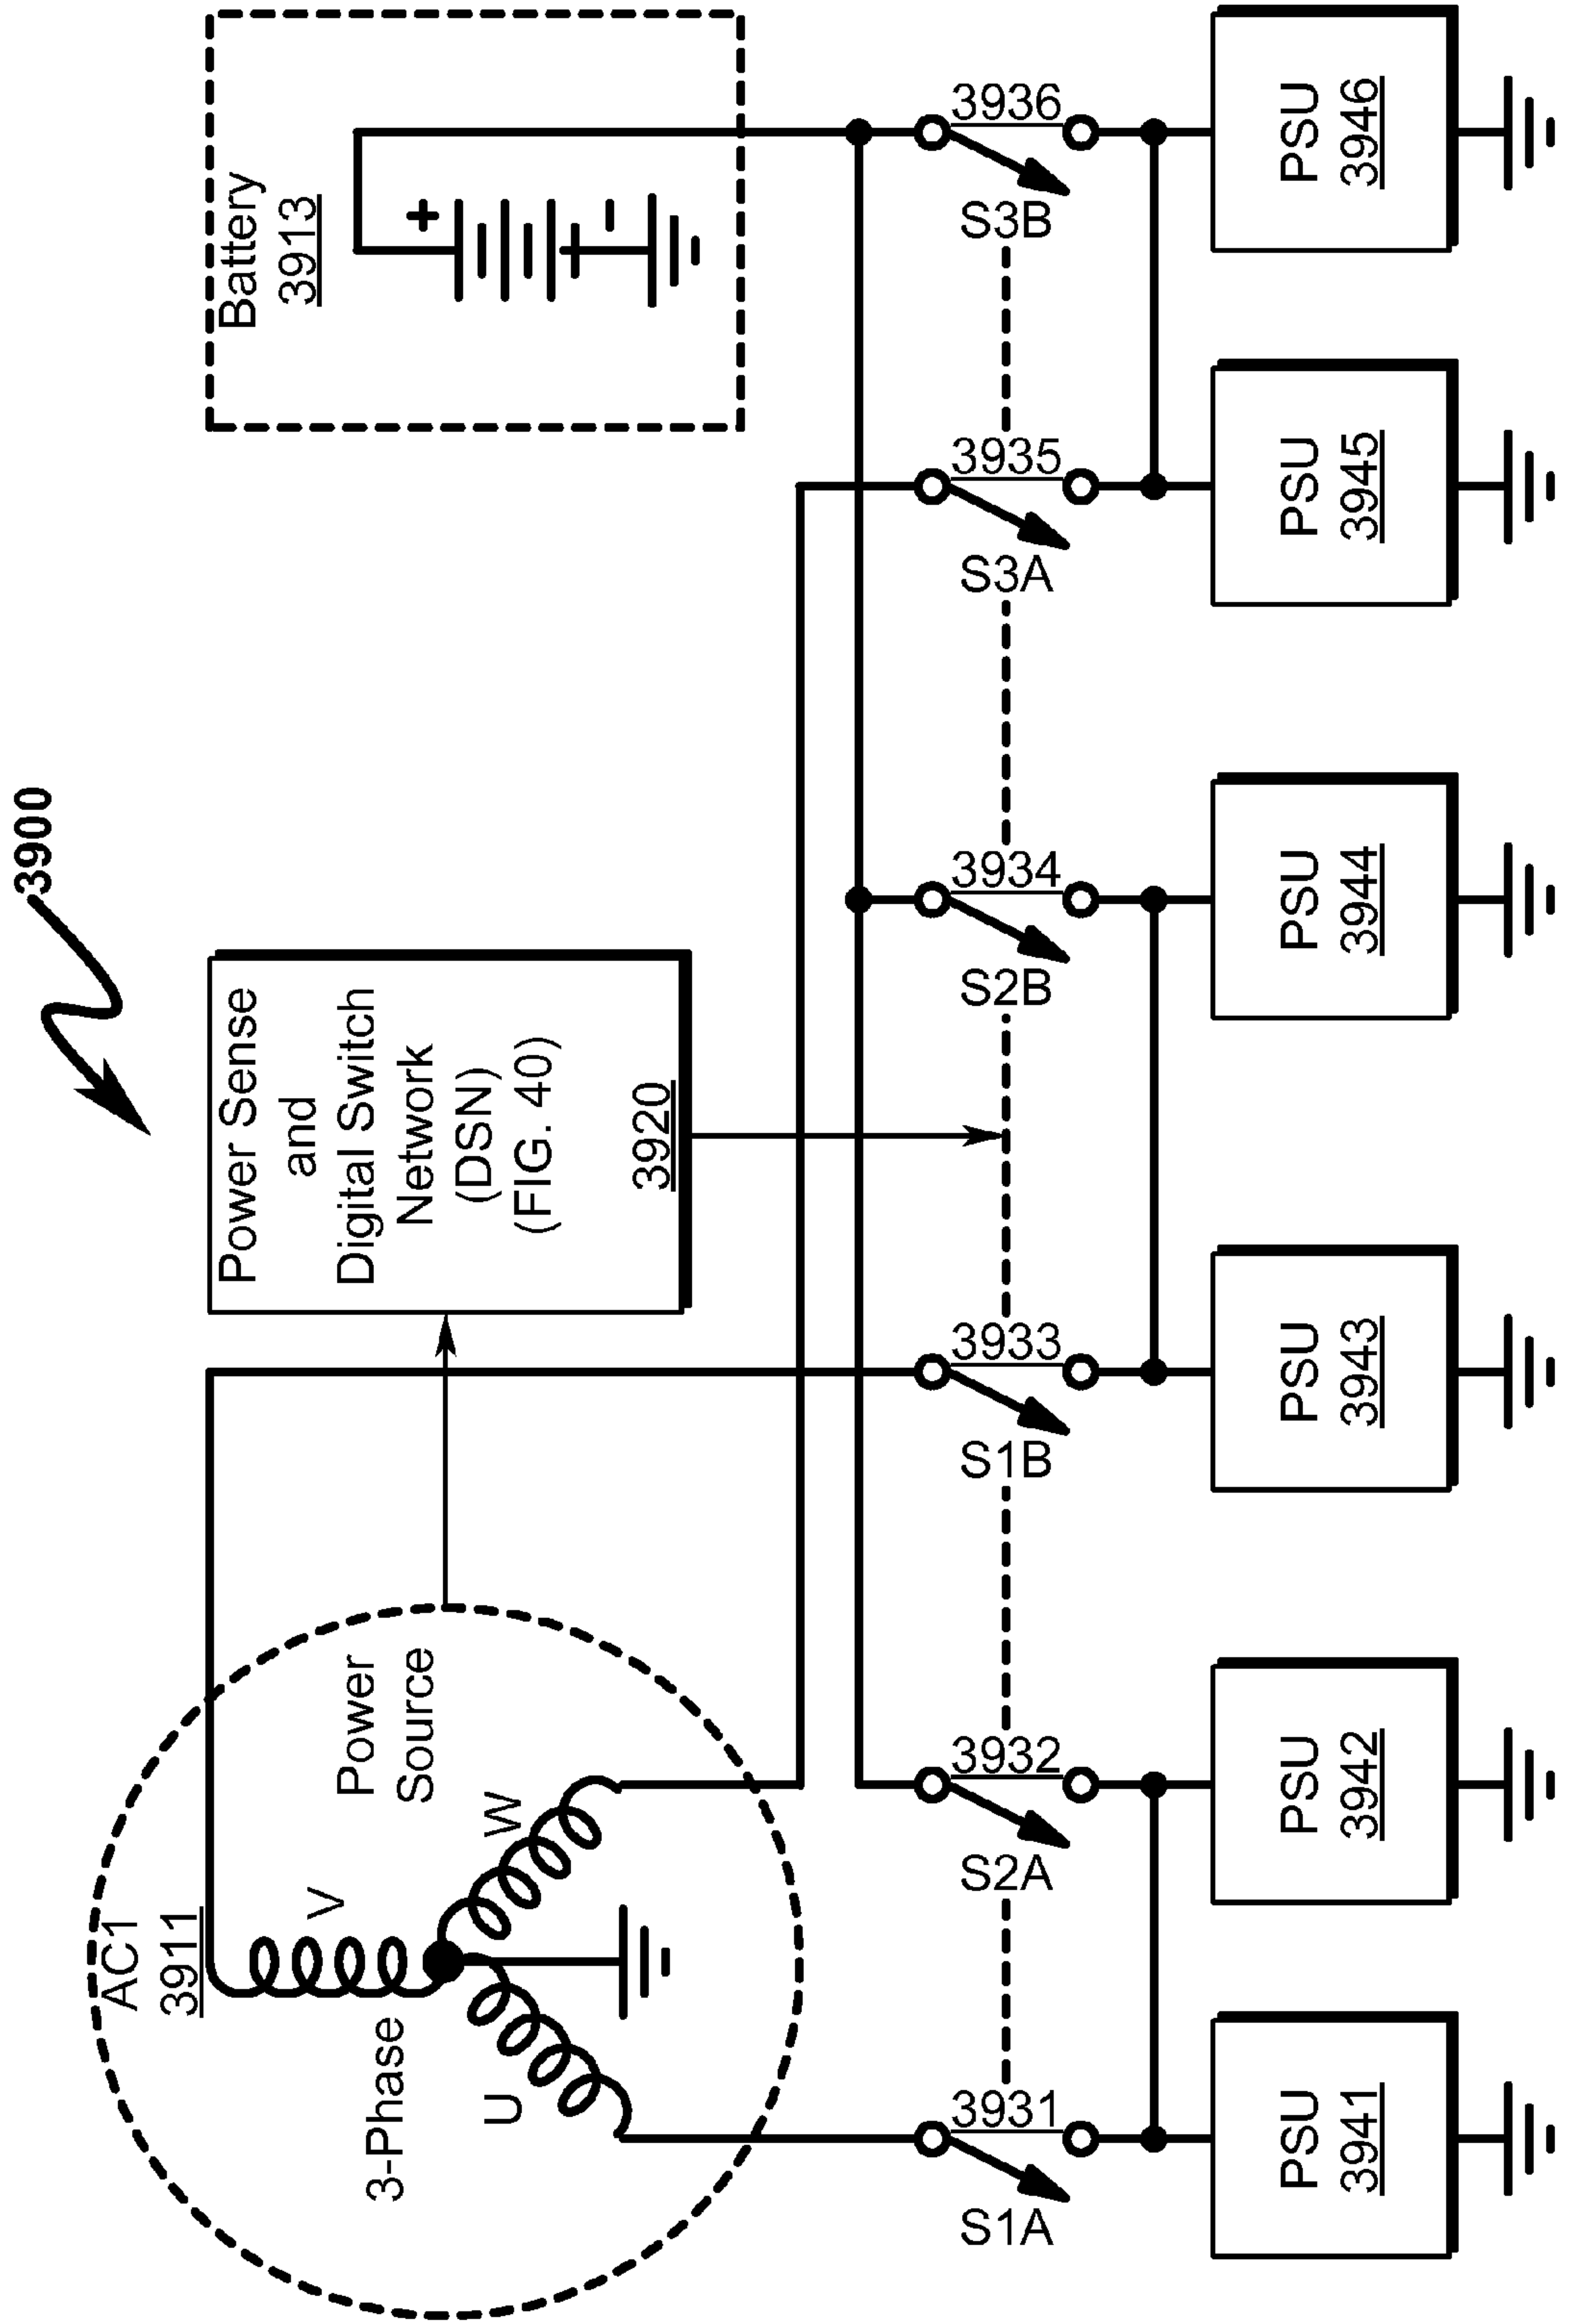 3900
AC1
3911
3-Phase
V
U
W
Power
Source
Power Sense
and
Digital Switch
Network
(DSN)
(FIG. 40)
3920
Battery
3913
+
−
S1A
3931
S2A
3932
S1B
3933
S2B
3934
S3A
3935
S3B
3936
PSU
3941
PSU
3942
PSU
3943
PSU
3944
PSU
3945
PSU
3946